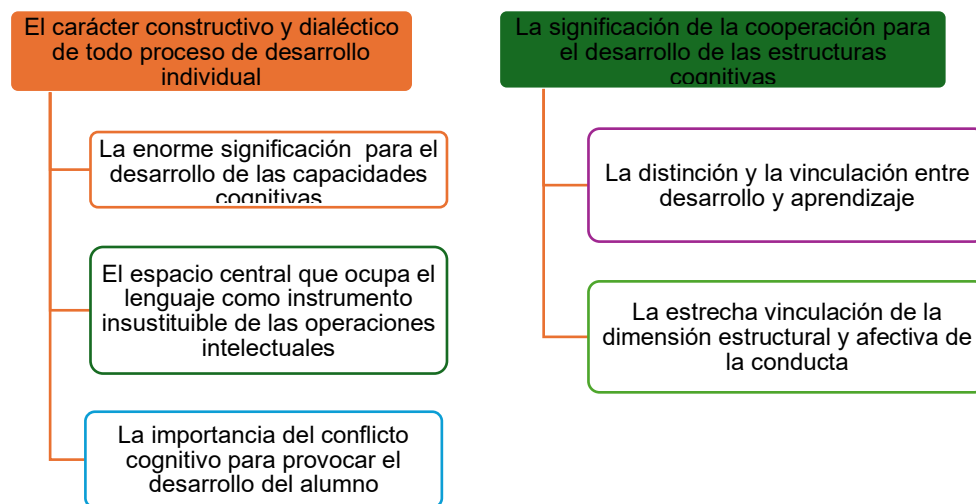 El carácter constructivo y dialéctico
de todo proceso de desarrollo
individual
La enorme significación  para el
desarrollo de las capacidades
cognitivas
El espacio central que ocupa el
lenguaje como instrumento
insustituible de las operaciones
intelectuales
La importancia del conflicto
cognitivo para provocar el
desarrollo del alumno
La significación de la cooperación para
el desarrollo de las estructuras
cognitivas
La distinción y la vinculación entre
desarrollo y aprendizaje
La estrecha vinculación de la
dimensión estructural y afectiva de
la conducta